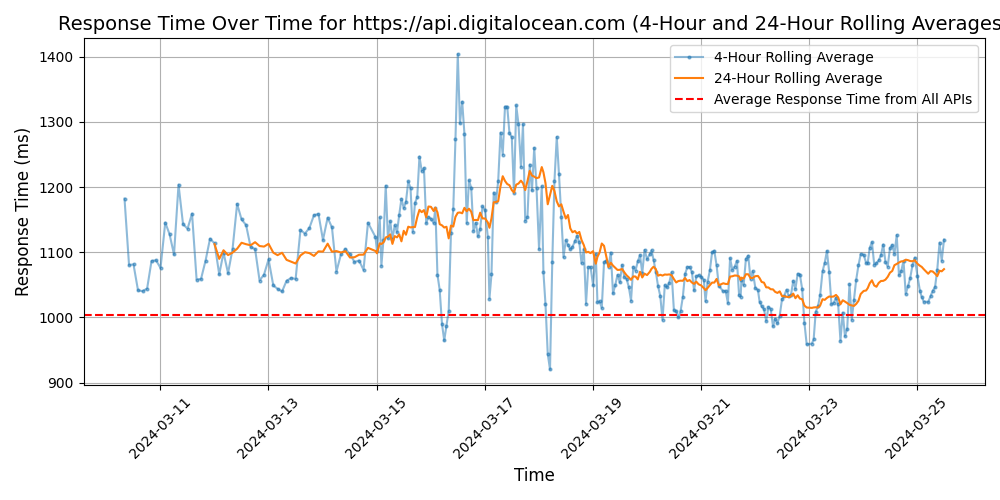 Response Time Over Time for https://api.digitalocean.com (4-Hour and 24-Hour Rolling Averages
4-Hour Rolling Average
24-Hour Rolling Average
Average Response Time from All APIs
Response Time (ms)
1400
1300
1200
1100
1000
900
2024-03-11
2024-03-13
2024-03-15
2024-03-17
2024-03-19
2024-03-21
2024-03-23
2024-03-25
Time